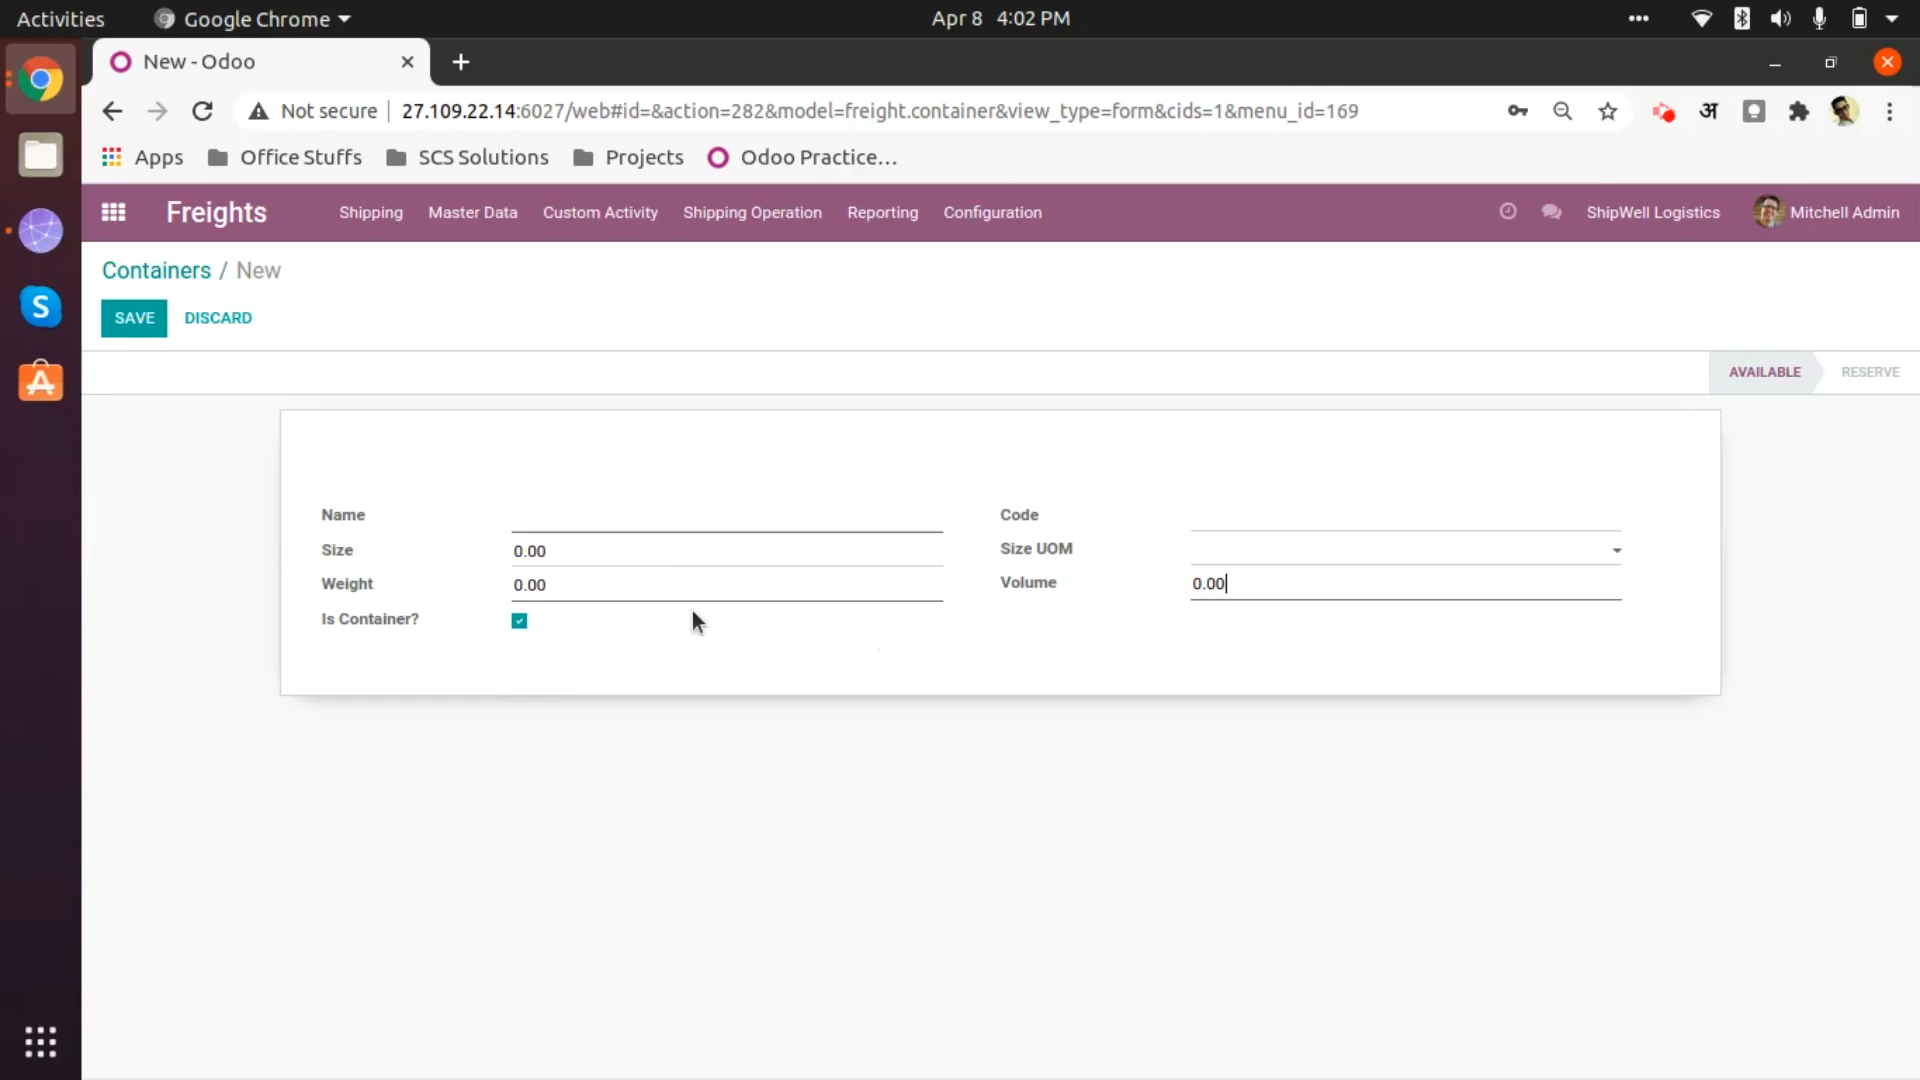 Activities Google Chrome Apr 8 4:02 PM
New - Odoo
Not secure 27.109.22.14:6027/web#id=&action=282&model=freight.container&view_type=form&cids=1&menu_id=169 अ
Apps Office Stuffs SCS Solutions Projects Odoo Practice…
Freights Shipping Master Data Custom Activity Shipping Operation Reporting Configuration ShipWell Logistics Mitchell Admin
Containers / New
SAVE DISCARD
AVAILABLE RESERVE
Name Code
Size 0.00 Size UOM
Weight 0.00 Volume 0.00
Is Container?